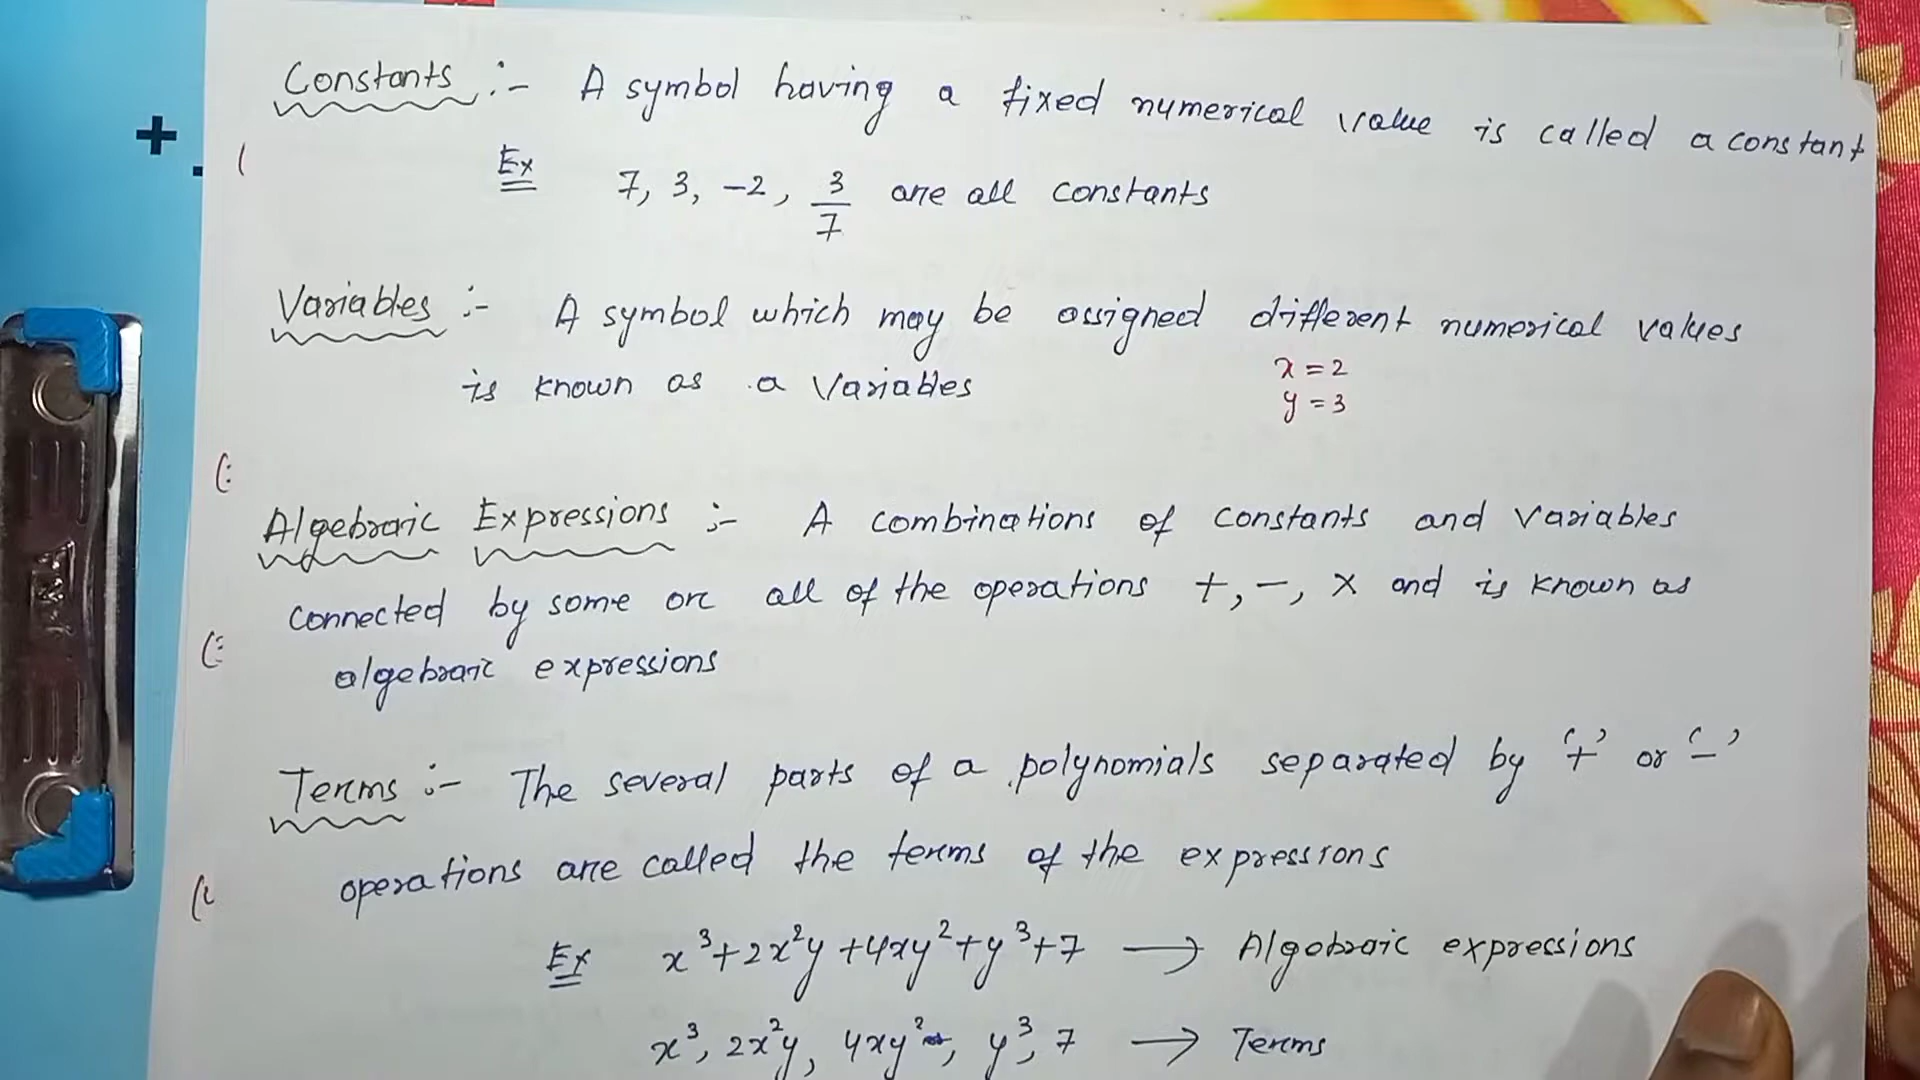 Constants :- A symbol having a fixed numerical value is called a constant
Ex 7, 3, -2, 3/7 are all constants
Variables :- A symbol which may be assigned different numerical values
is known as a Variables
x = 2
y = 3
Algebraic Expressions :- A combinations of constants and variables
connected by some or all of the operations +, -, × and is known as
algebraic expressions
Terms :- The several parts of a polynomials separated by '+' or '-'
operations are called the terms of the expressions
Ex x³+2x²y+4xy²+y³+7 → Algebraic expressions
x³, 2x²y, 4xy², y³, 7 → Terms